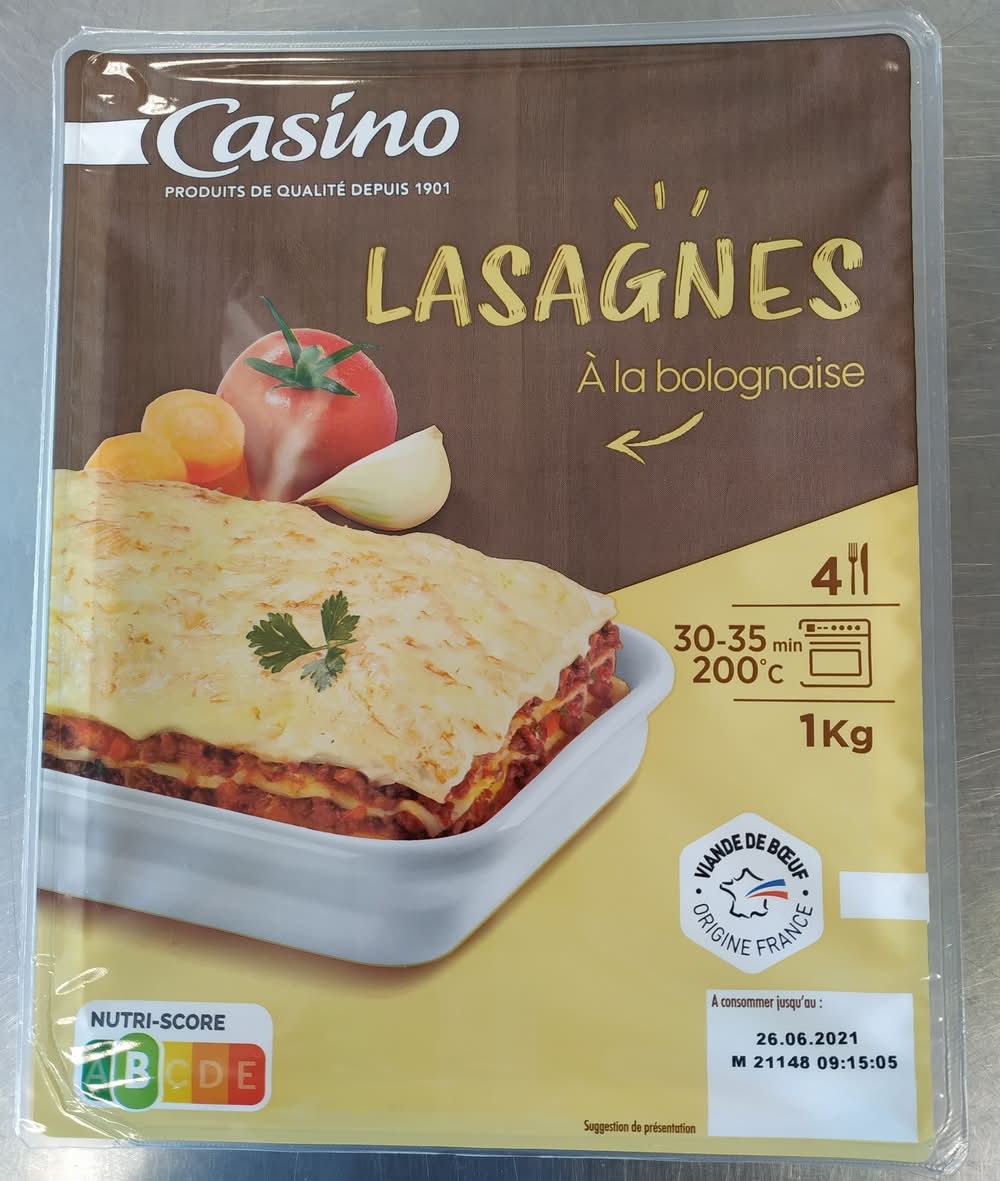 Casino
PRODUITS DE QUALITÉ DEPUIS 1901
LASAGNES
À la bolognaise
4
30-35 min
200°C
1Kg
VIANDE DE BŒUF
ORIGINE FRANCE
A consommer jusqu'au :
26.06.2021
M 21148 09:15:05
NUTRI-SCORE
A B C D E
Suggestion de présentation